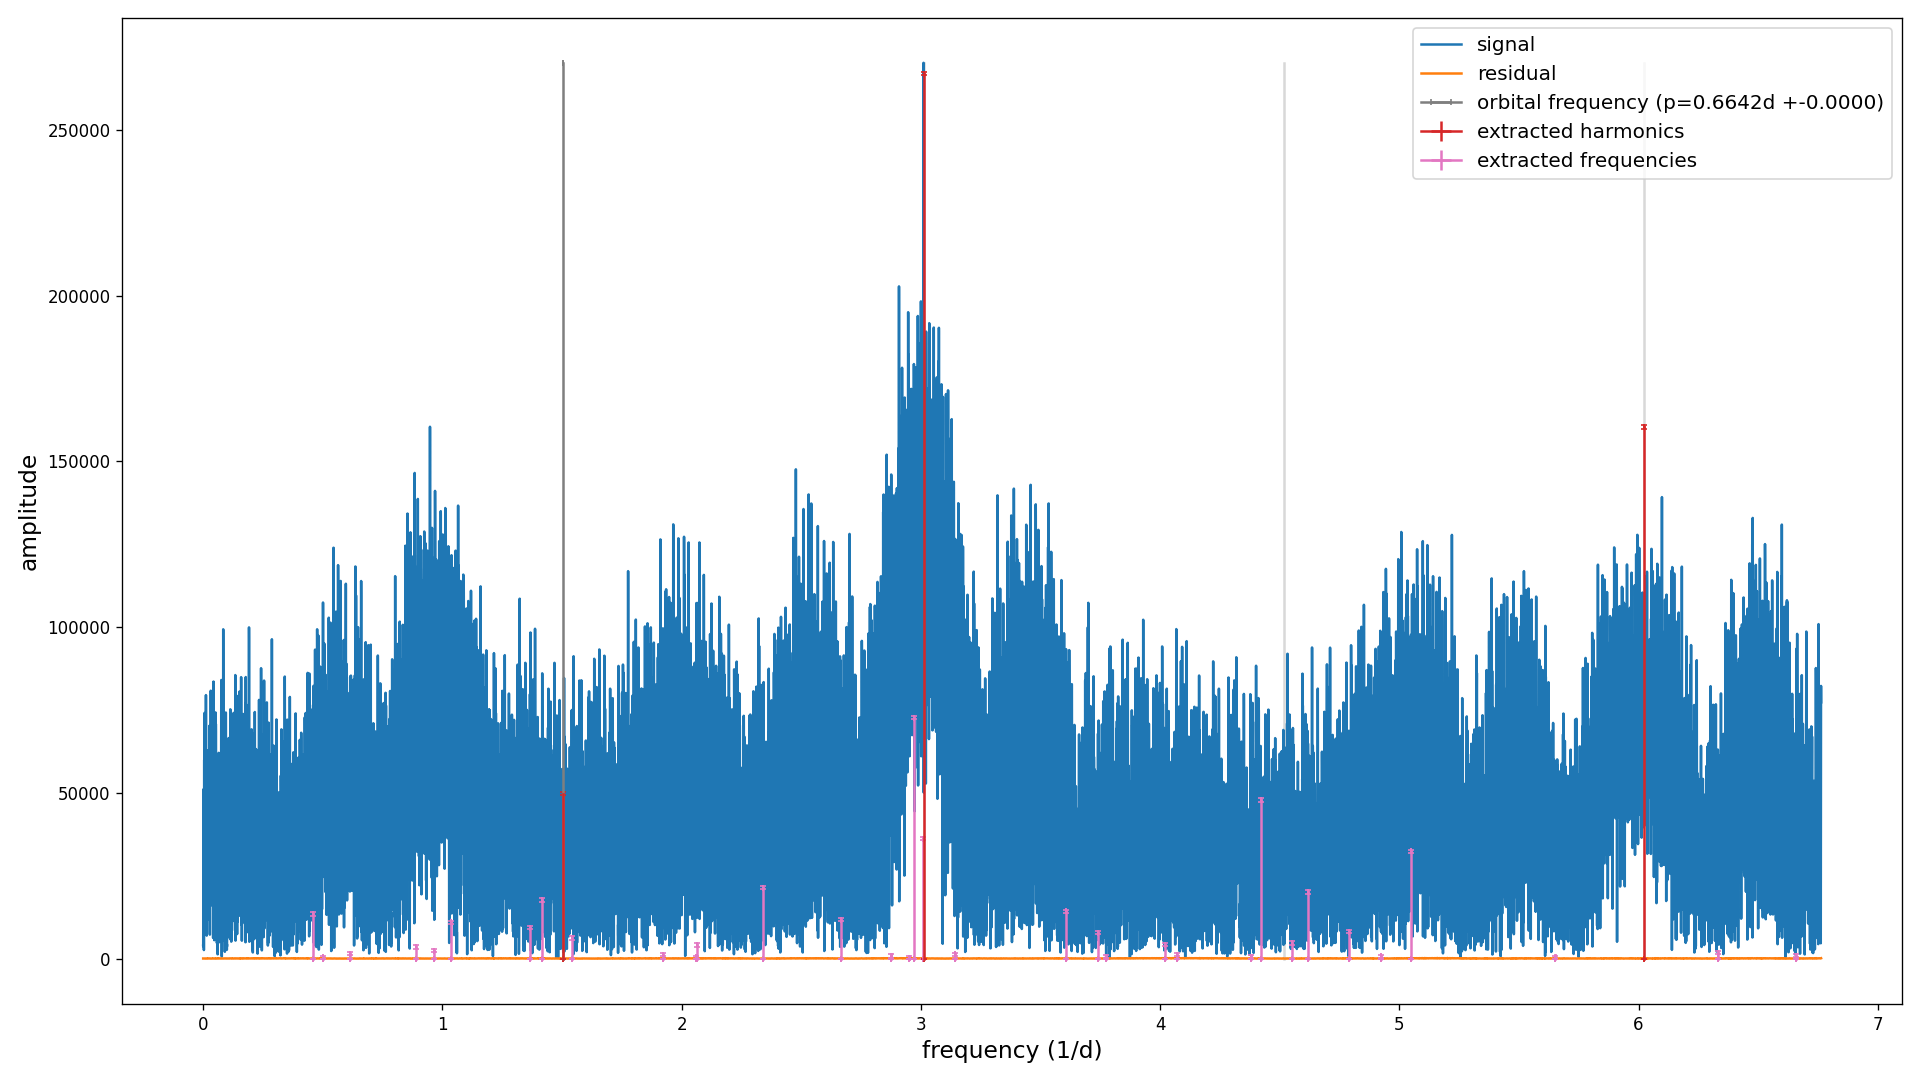 signal
residual
orbital frequency (p=0.6642d +-0.0000)
extracted harmonics
extracted frequencies
amplitude
250000
200000
150000
100000
50000
0
0 1 2 3 4 5 6 7
frequency (1/d)